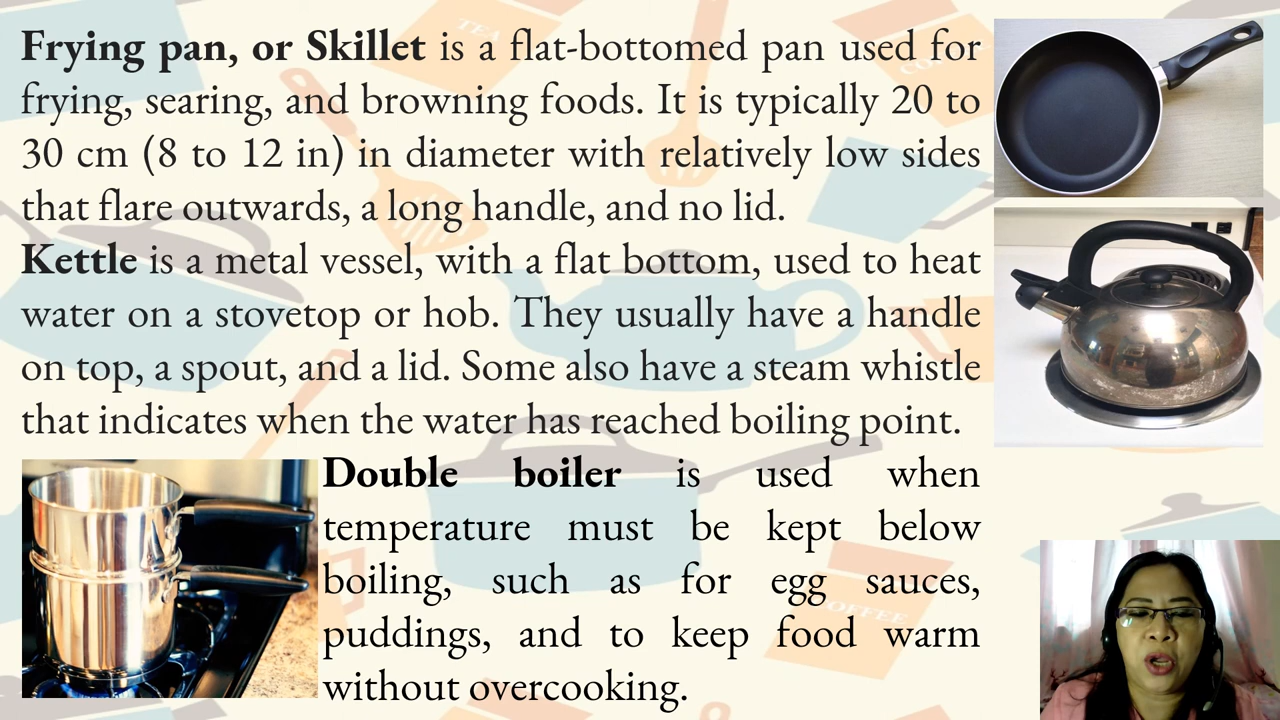 Frying pan, or Skillet is a flat-bottomed pan used for
frying, searing, and browning foods. It is typically 20 to
30 cm (8 to 12 in) in diameter with relatively low sides
that flare outwards, a long handle, and no lid.
Kettle is a metal vessel, with a flat bottom, used to heat
water on a stovetop or hob. They usually have a handle
on top, a spout, and a lid. Some also have a steam whistle
that indicates when the water has reached boiling point.
Double boiler is used when
temperature must be kept below
boiling, such as for egg sauces,
puddings, and to keep food warm
without overcooking.
TEA
COFFEE